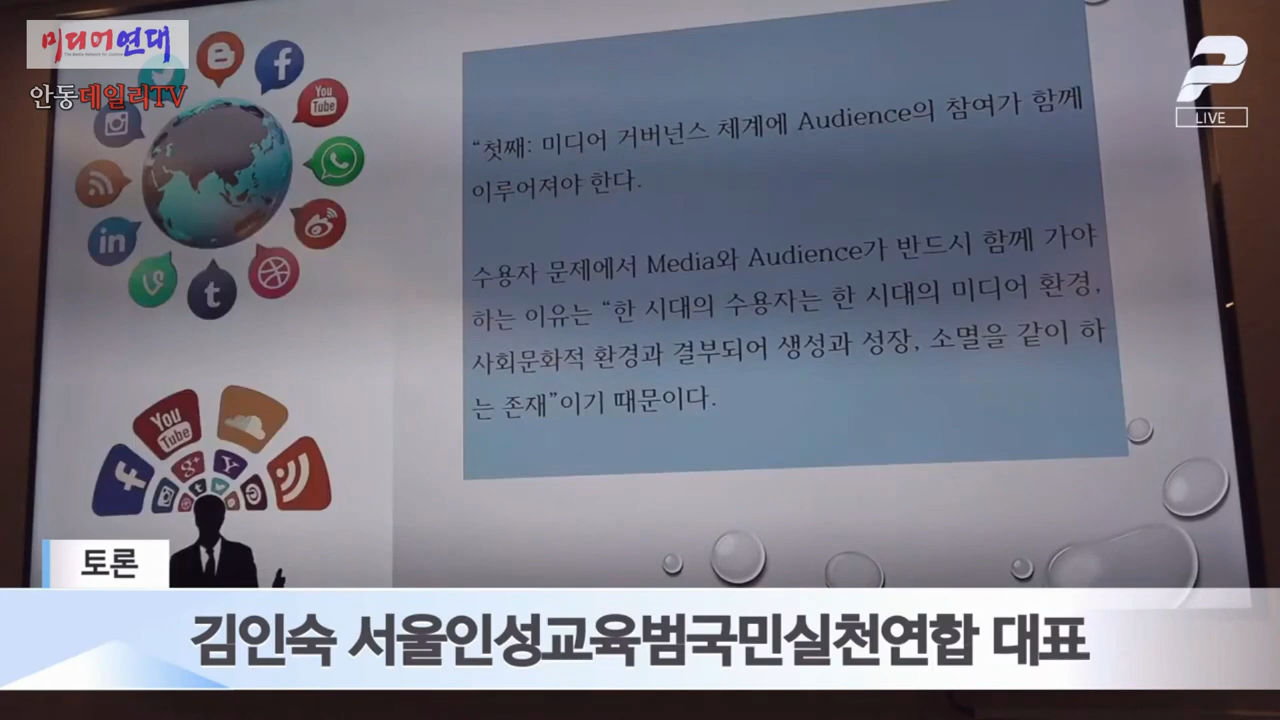 미디어연대
안동데일리TV
LIVE
You
Tube
"첫째: 미디어 거버넌스 체계에 Audience의 참여가 함께
이루어져야 한다.
수용자 문제에서 Media와 Audience가 반드시 함께 가야
하는 이유는 "한 시대의 수용자는 한 시대의 미디어 환경,
사회문화적 환경과 결부되어 생성과 성장, 소멸을 같이 하
는 존재"이기 때문이다.
You
Tube
토론
김인숙 서울인성교육범국민실천연합 대표